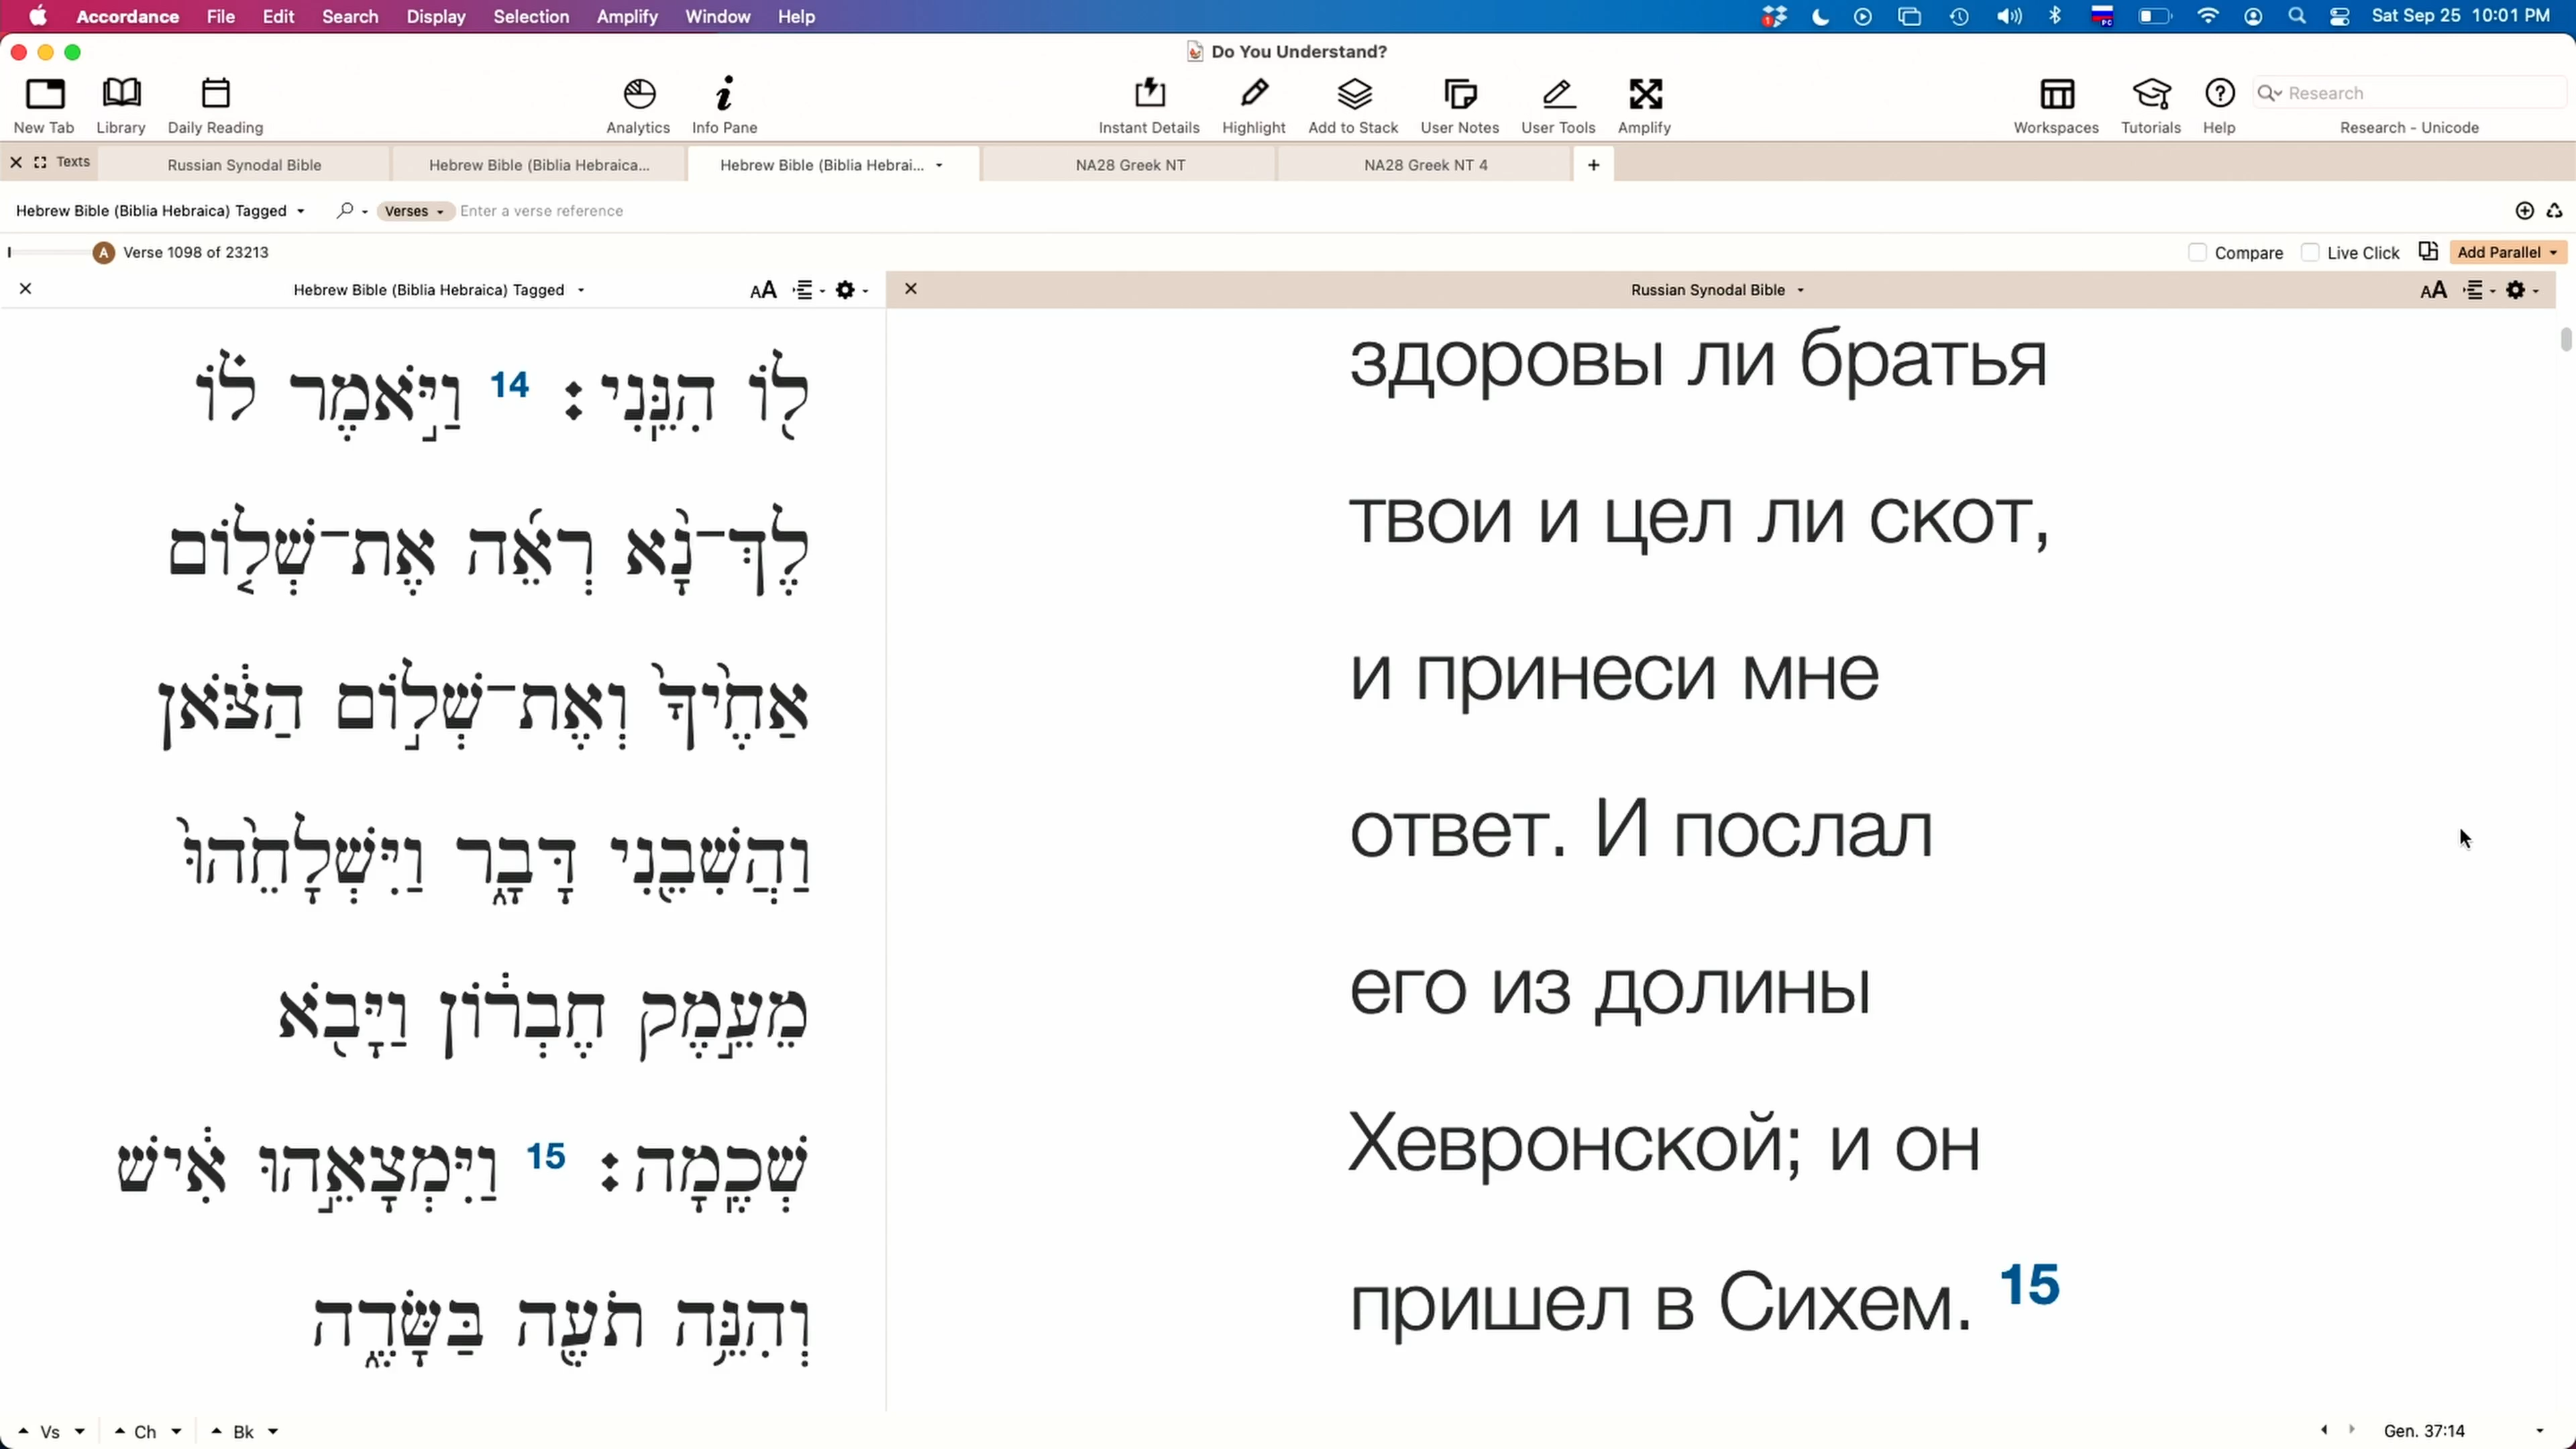 Accordance File Edit Search Display Selection Amplify Window Help
1 PC Sat Sep 25 10:01 PM
Do You Understand?
New Tab Library Daily Reading Analytics Info Pane Instant Details Highlight Add to Stack User Notes User Tools Amplify Workspaces Tutorials Help Research
Research - Unicode
Texts Russian Synodal Bible Hebrew Bible (Biblia Hebraica... Hebrew Bible (Biblia Hebrai... NA28 Greek NT NA28 Greek NT 4 +
Hebrew Bible (Biblia Hebraica) Tagged Verses Enter a verse reference
A Verse 1098 of 23213 Compare Live Click Add Parallel
Hebrew Bible (Biblia Hebraica) Tagged AA
ל֖וֹ הִנֵּֽנִי׃ 14 וַיֹּ֣אמֶר ל֗וֹ
לֶךְ־נָ֨א רְאֵ֜ה אֶת־שְׁל֤וֹם
אַחֶ֙יךָ֙ וְאֶת־שְׁל֣וֹם הַצֹּ֔אן
וַהֲשִׁבֵ֖נִי דָּבָ֑ר וַיִּשְׁלָחֵ֙הוּ֙
מֵעֵ֣מֶק חֶבְר֔וֹן וַיָּבֹ֖א
שְׁכֶֽמָה׃ 15 וַיִּמְצָאֵ֣הוּ אִ֔ישׁ
וְהִנֵּ֥ה תֹעֶ֖ה בַּשָּׂדֶ֑ה
Russian Synodal Bible AA
здоровы ли братья
твои и цел ли скот,
и принеси мне
ответ. И послал
его из долины
Хевронской; и он
пришел в Сихем. 15
Vs Ch Bk Gen. 37:14